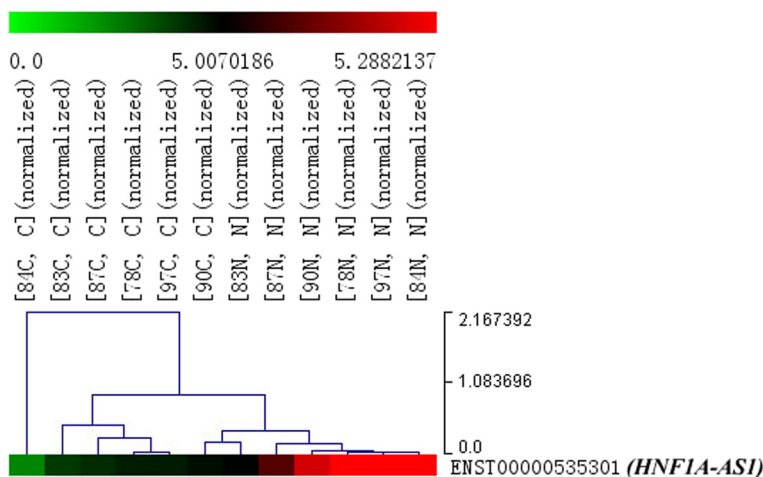 0.0 5.0070186 5.2882137
[84C, C](normalized)
[83C, C](normalized)
[87C, C](normalized)
[78C, C](normalized)
[97C, C](normalized)
[90C, C](normalized)
[83N, N](normalized)
[87N, N](normalized)
[90N, N](normalized)
[78N, N](normalized)
[97N, N](normalized)
[84N, N](normalized)
2.167392
1.083696
0.0
ENST00000535301 (HNF1A-AS1)